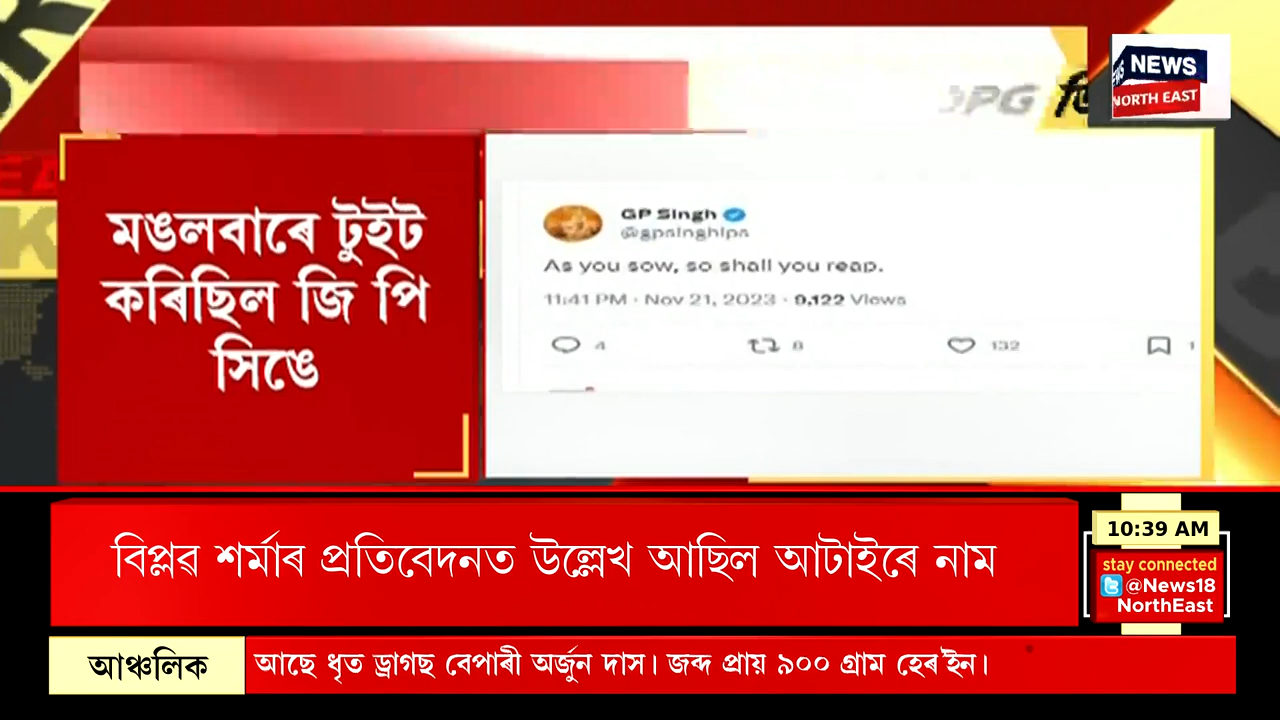 NEWS
NORTH EAST
মঙলবাৰে টুইট
কৰিছিল জি পি
সিঙে
GP Singh
@gpsinghips
As you sow, so shall you reap.
11:41 PM · Nov 21, 2023 · 9,122 Views
4 8 132 1
বিপ্লৱ শৰ্মাৰ প্ৰতিবেদনত উল্লেখ আছিল আটাইৰে নাম
10:39 AM
stay connected
@News18
NorthEast
আঞ্চলিক
আছে ধৃত ড্ৰাগছ বেপাৰী অৰ্জুন দাস। জব্দ প্ৰায় ৯০০ গ্ৰাম হেৰ'ইন।